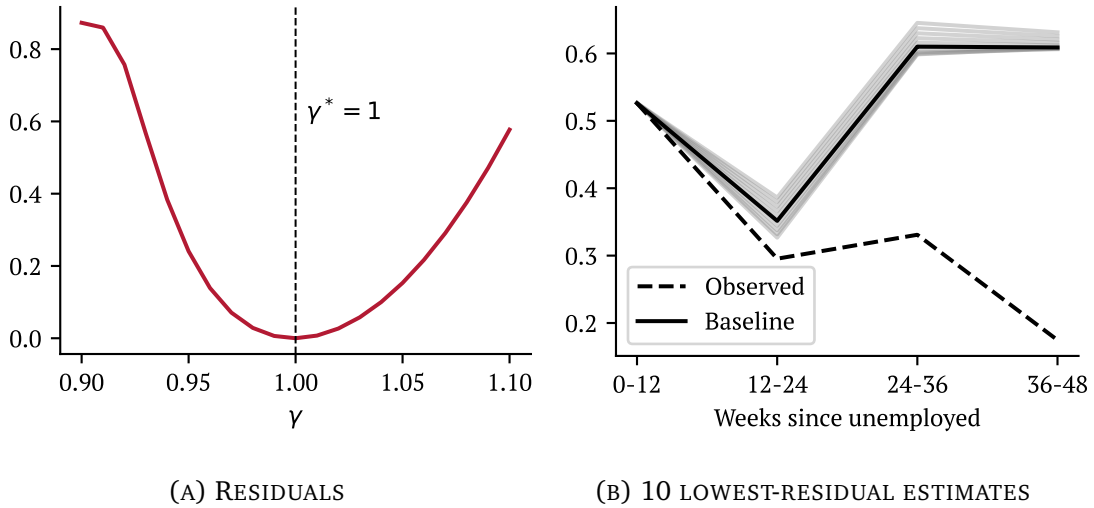 0.8
0.6
0.4
0.2
0.0
0.90
0.95
1.00
1.05
1.10
γ
γ* = 1
(A) RESIDUALS
0.6
0.5
0.4
0.3
0.2
Observed
Baseline
0-12
12-24
24-36
36-48
Weeks since unemployed
(B) 10 LOWEST-RESIDUAL ESTIMATES